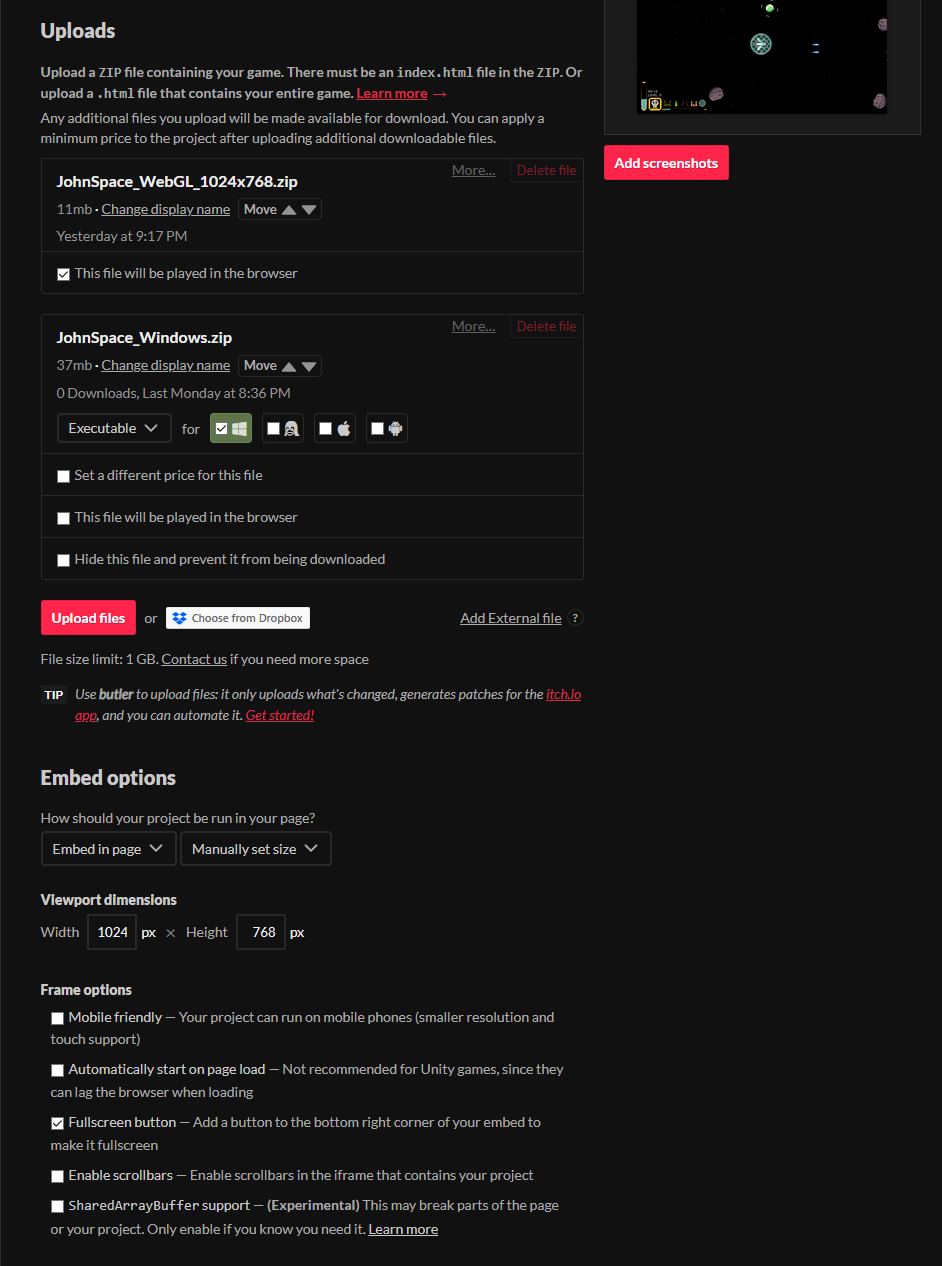 Uploads
Upload a ZIP file containing your game. There must be an index.html file in the ZIP. Or
upload a .html file that contains your entire game. Learn more →
Any additional files you upload will be made available for download. You can apply a
minimum price to the project after uploading additional downloadable files.
Add screenshots
JohnSpace_WebGL_1024x768.zip
More...
Delete file
11mb · Change display name Move
Yesterday at 9:17 PM
This file will be played in the browser
JohnSpace_Windows.zip
More...
Delete file
37mb · Change display name Move
0 Downloads, Last Monday at 8:36 PM
Executable for
Set a different price for this file
This file will be played in the browser
Hide this file and prevent it from being downloaded
Upload files or Choose from Dropbox
Add External file ?
File size limit: 1 GB. Contact us if you need more space
TIP Use butler to upload files: it only uploads what's changed, generates patches for the itch.io
app, and you can automate it. Get started!
Embed options
How should your project be run in your page?
Embed in page Manually set size
Viewport dimensions
Width 1024 px × Height 768 px
Frame options
Mobile friendly — Your project can run on mobile phones (smaller resolution and
touch support)
Automatically start on page load — Not recommended for Unity games, since they
can lag the browser when loading
Fullscreen button — Add a button to the bottom right corner of your embed to
make it fullscreen
Enable scrollbars — Enable scrollbars in the iframe that contains your project
SharedArrayBuffer support — (Experimental) This may break parts of the page
or your project. Only enable if you know you need it. Learn more